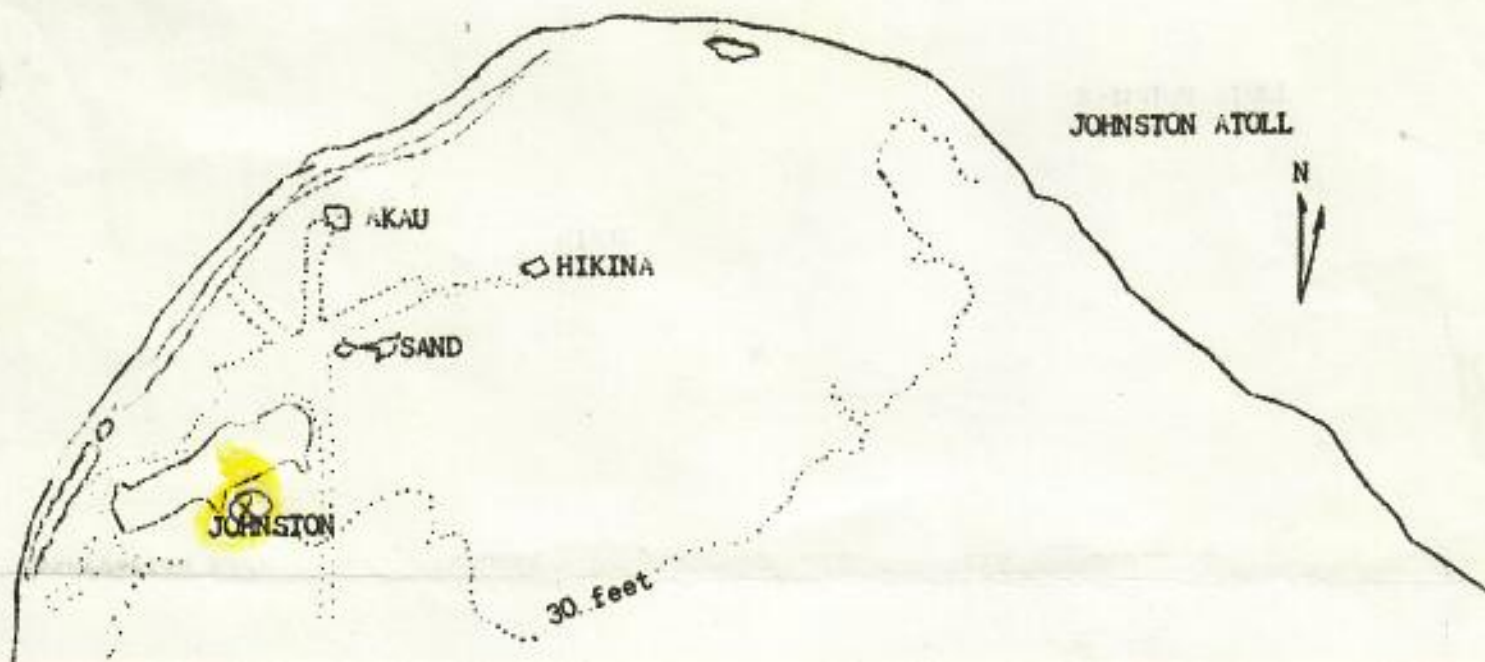 JOHNSTON ATOLL
N
AKAU
HIKINA
SAND
JOHNSTON
30 feet